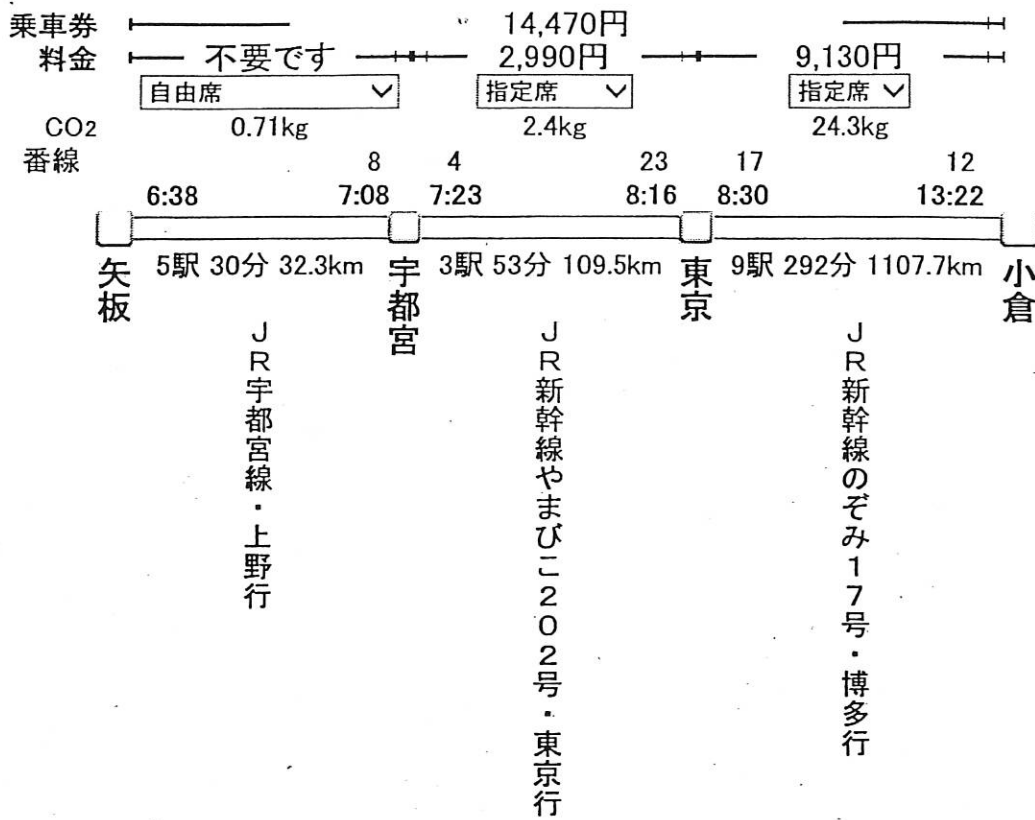 乗車券 14,470円
料金 不要です 2,990円 9,130円
自由席 指定席 指定席
CO2 0.71kg 2.4kg 24.3kg
番線 8 4 23 17 12
6:38 7:08 7:23 8:16 8:30 13:22
5駅 30分 32.3km 3駅 53分 109.5km 9駅 292分 1107.7km
矢板
宇都宮
東京
小倉
JR宇都宮線・上野行
JR新幹線やまびこ202号・東京行
JR新幹線のぞみ17号・博多行